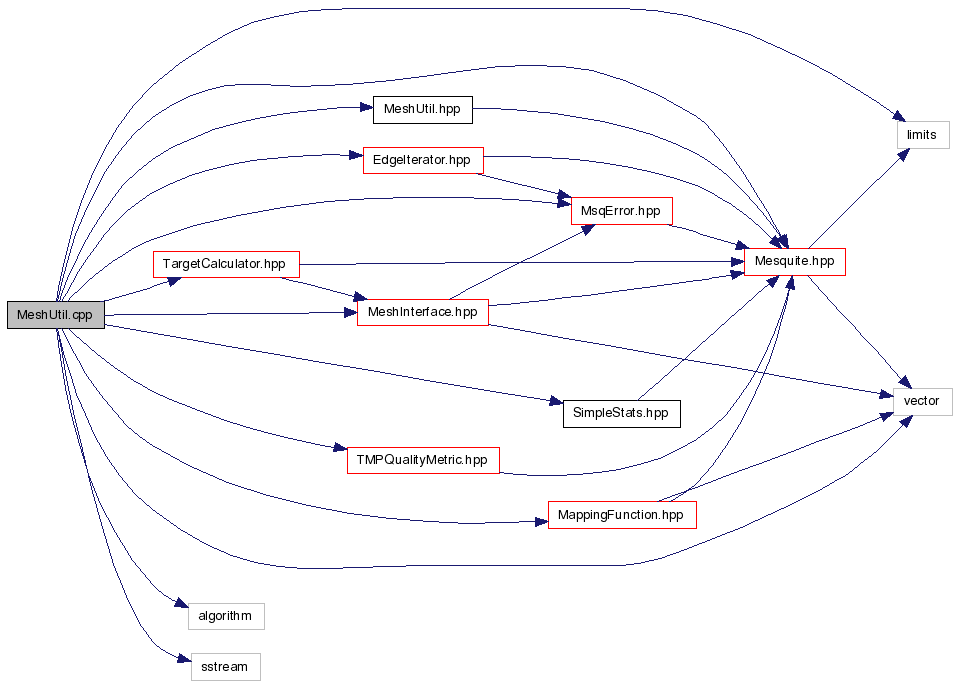 MeshUtil.hpp
limits
EdgeIterator.hpp
MsqError.hpp
TargetCalculator.hpp
Mesquite.hpp
MeshInterface.hpp
MeshUtil.cpp
vector
SimpleStats.hpp
TMPQualityMetric.hpp
MappingFunction.hpp
algorithm
sstream